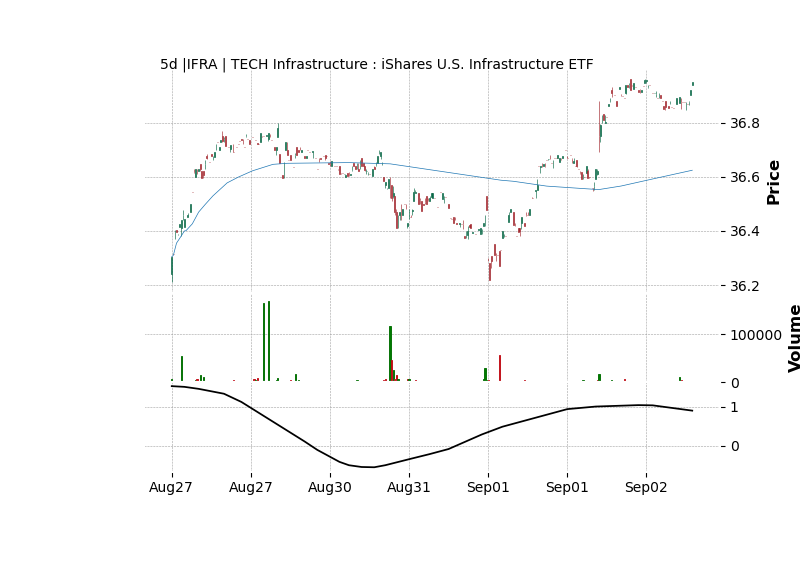 5d |IFRA | TECH Infrastructure : iShares U.S. Infrastructure ETF
36.8
36.6
36.4
36.2
Price
100000
0
Volume
1
0
Aug27 Aug27 Aug30 Aug31 Sep01 Sep01 Sep02